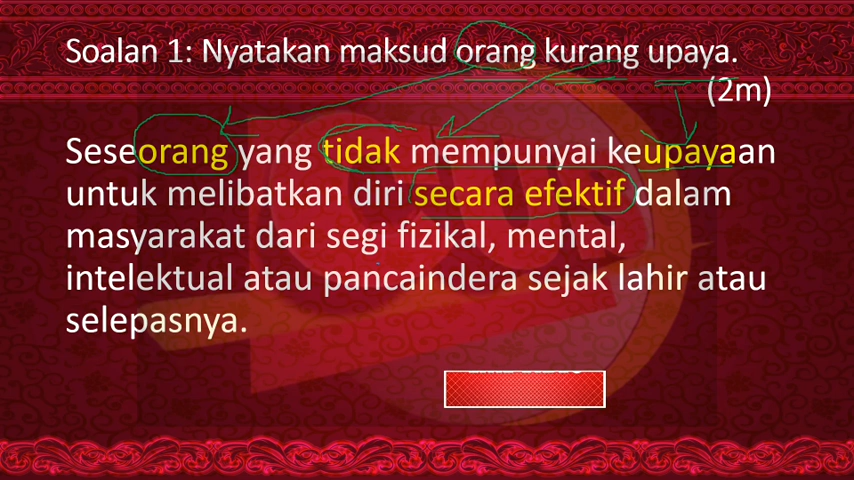 Soalan 1: Nyatakan maksud orang kurang upaya.
(2m)
Seseorang yang tidak mempunyai keupayaan
untuk melibatkan diri secara efektif dalam
masyarakat dari segi fizikal, mental,
intelektual atau pancaindera sejak lahir atau
selepasnya.